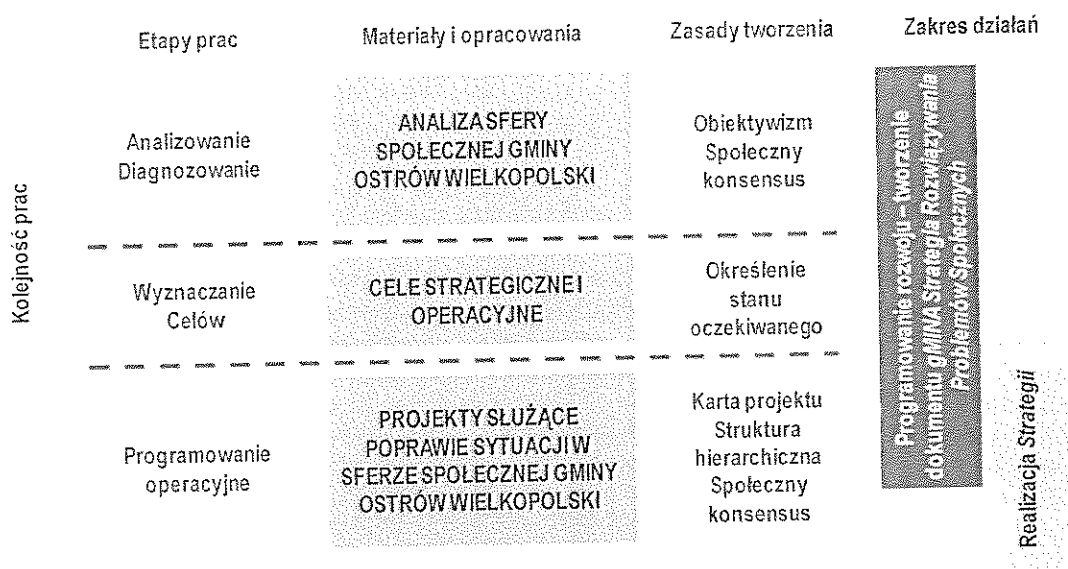 Etapy prac
Materiały i opracowania
Zasady tworzenia
Zakres działań
Kolejność prac
Analizowanie
Diagnozowanie
ANALIZA SFERY
SPOŁECZNEJ GMINY
OSTRÓW WIELKOPOLSKI
Obiektywizm
Społeczny
konsensus
Wyznaczanie
Celów
CELE STRATEGICZNE I
OPERACYJNE
Określenie
stanu
oczekiwanego
Programowanie
operacyjne
PROJEKTY SŁUŻĄCE
POPRAWIE SYTUACJI W
SFERZE SPOŁECZNEJ GMINY
OSTRÓW WIELKOPOLSKI
Karta projektu
Struktura
hierarchiczna
Społeczny
konsensus
Programowanie rozwoju – tworzenie
dokumentu gMINA Strategia Rozwiązywania
Problemów Społecznych
Realizacja Strategii